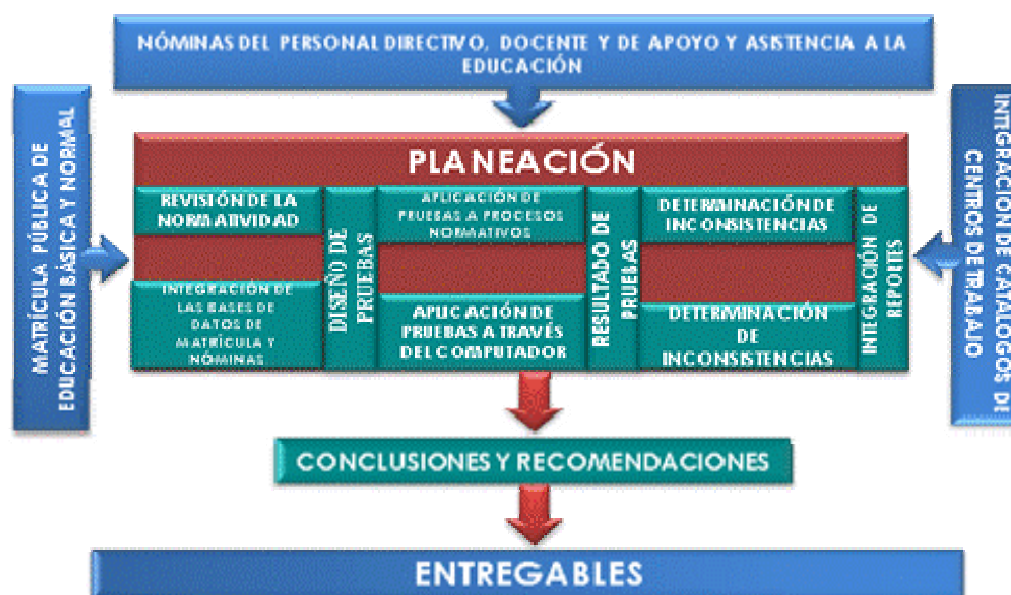 NÓMINAS DEL PERSONAL DIRECTIVO, DOCENTE Y DE APOYO Y ASISTENCIA A LA
EDUCACIÓN
MATRÍCULA PÚBLICA DE
EDUCACIÓN BÁSICA Y NORMAL
PLANEACIÓN
REVISIÓN DE LA
NORMATIVIDAD
INTEGRACIÓN DE
LAS BASES DE
DATOS DE
MATRÍCULA Y
NÓMINAS
DISEÑO DE
PRUEBAS
APLICACIÓN DE
PRUEBAS A PROCESOS
NORMATIVOS
APLICACIÓN DE
PRUEBAS A TRAVÉS
DEL COMPUTADOR
RESULTADO DE
PRUEBAS
DETERMINACIÓN DE
INCONSISTENCIAS
DETERMINACIÓN
DE
INCONSISTENCIAS
INTEGRACIÓN DE
REPORTES
INTEGRACIÓN DE CATÁLOGOS DE
CENTROS DE TRABAJO
CONCLUSIONES Y RECOMENDACIONES
ENTREGABLES